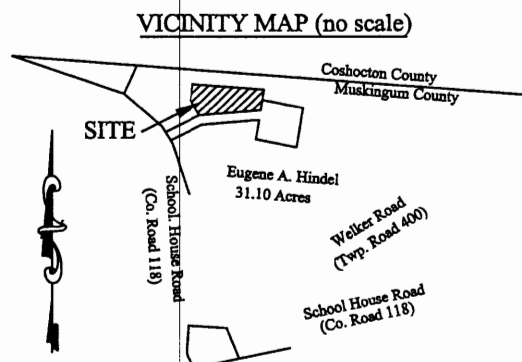 VICINITY MAP (no scale)
Coshocton County
Muskingum County
SITE
Eugene A. Hindel
31.10 Acres
School. House Road
(Co. Road 118)
Welker Road
(Twp. Road 400)
School House Road
(Co. Road 118)